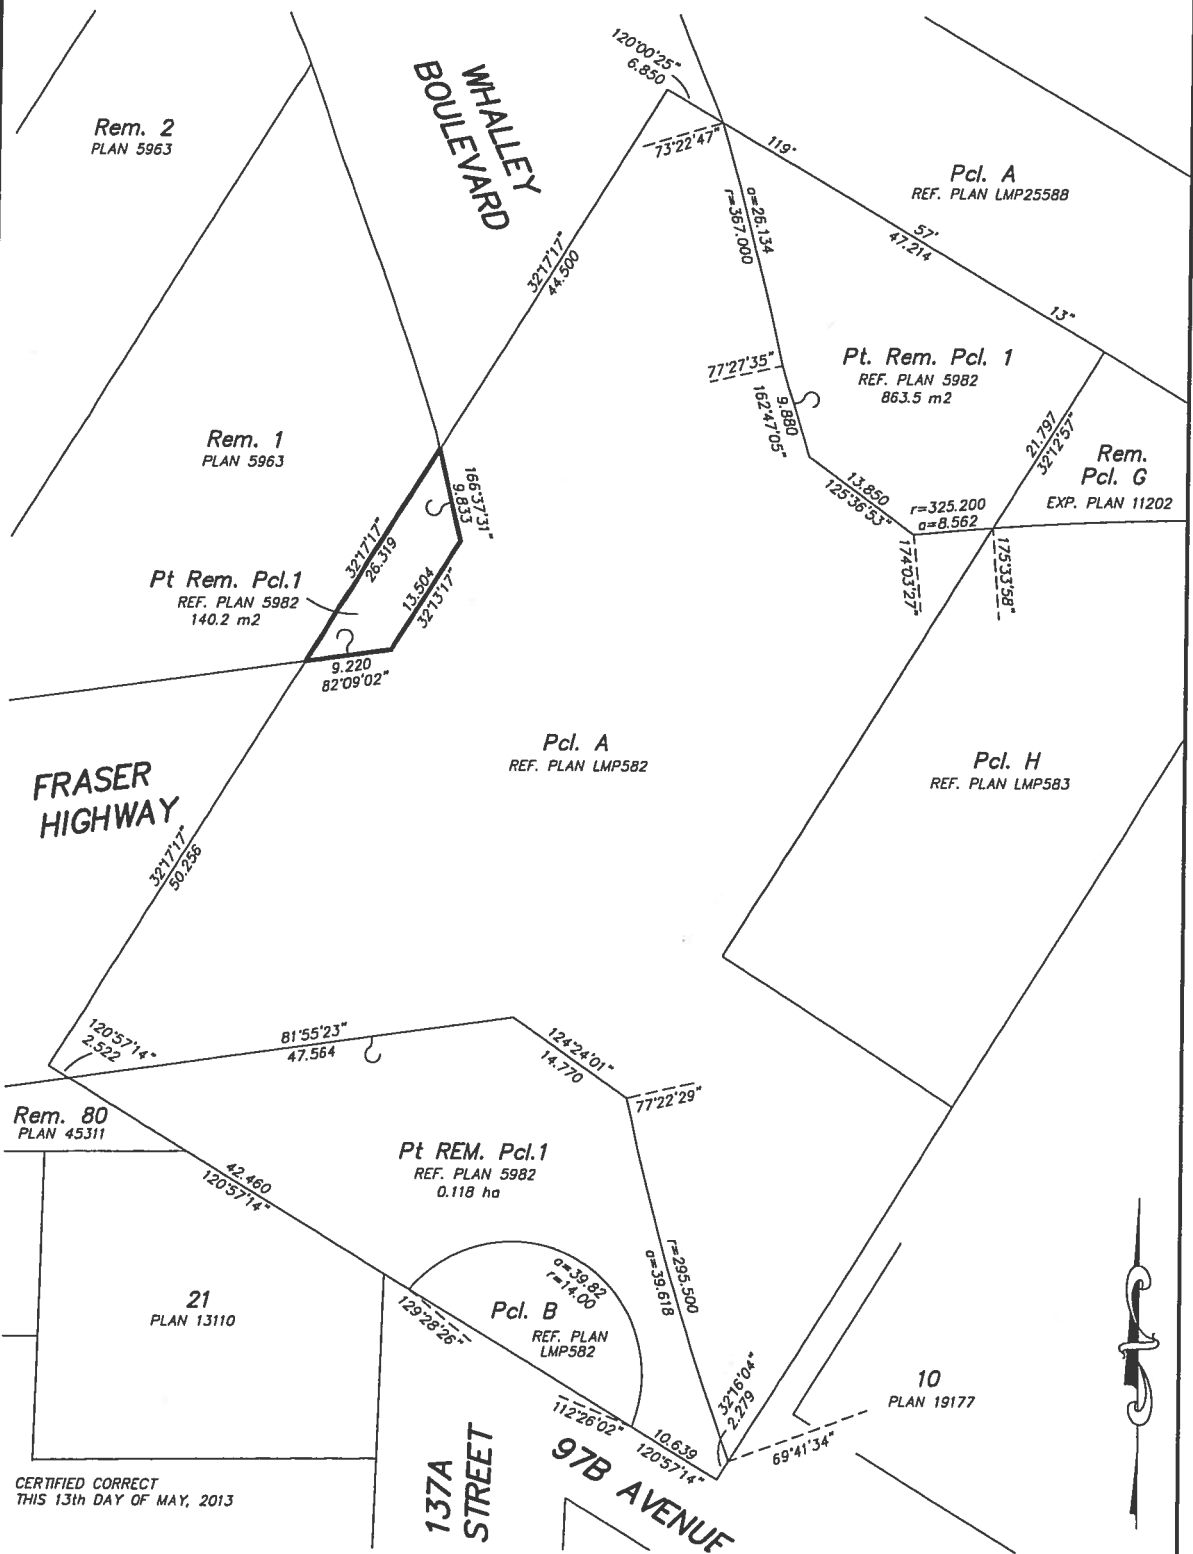 120°00'25"
6.850
WHALLEY
BOULEVARD
Rem. 2
PLAN 5963
73°22'47"
119°
57'
47.214
13"
Pcl. A
REF. PLAN LMP25588
a=26.134
r=367.000
32°17'17"
44.500
77°27'35"
9.880
162°47'05"
Pt. Rem. Pcl. 1
REF. PLAN 5982
863.5 m2
21.797
32°12'57"
Rem.
Pcl. G
EXP. PLAN 11202
Rem. 1
PLAN 5963
166°37'31"
9.833
13.850
125°36'53"
r=325.200
a=8.562
174°03'27"
175°33'58"
32°17'17"
26.319
Pt Rem. Pcl.1
REF. PLAN 5982
140.2 m2
13.504
32°13'17"
9.220
82°09'02"
Pcl. A
REF. PLAN LMP582
Pcl. H
REF. PLAN LMP583
FRASER
HIGHWAY
32°17'17"
50.256
120°57'14"
2.522
81°55'23"
47.564
124°24'01"
14.770
77°22'29"
Rem. 80
PLAN 45311
Pt REM. Pcl.1
REF. PLAN 5982
0.118 ha
42.460
120°57'14"
r=295.500
a=39.618
a=39.82
r=14.00
Pcl. B
REF. PLAN
LMP582
129°28'26"
21
PLAN 13110
112°26'02"
10.639
120°57'14"
32°16'04"
2.279
69°41'34"
10
PLAN 19177
137A
STREET
97B AVENUE
CERTIFIED CORRECT
THIS 13th DAY OF MAY, 2013